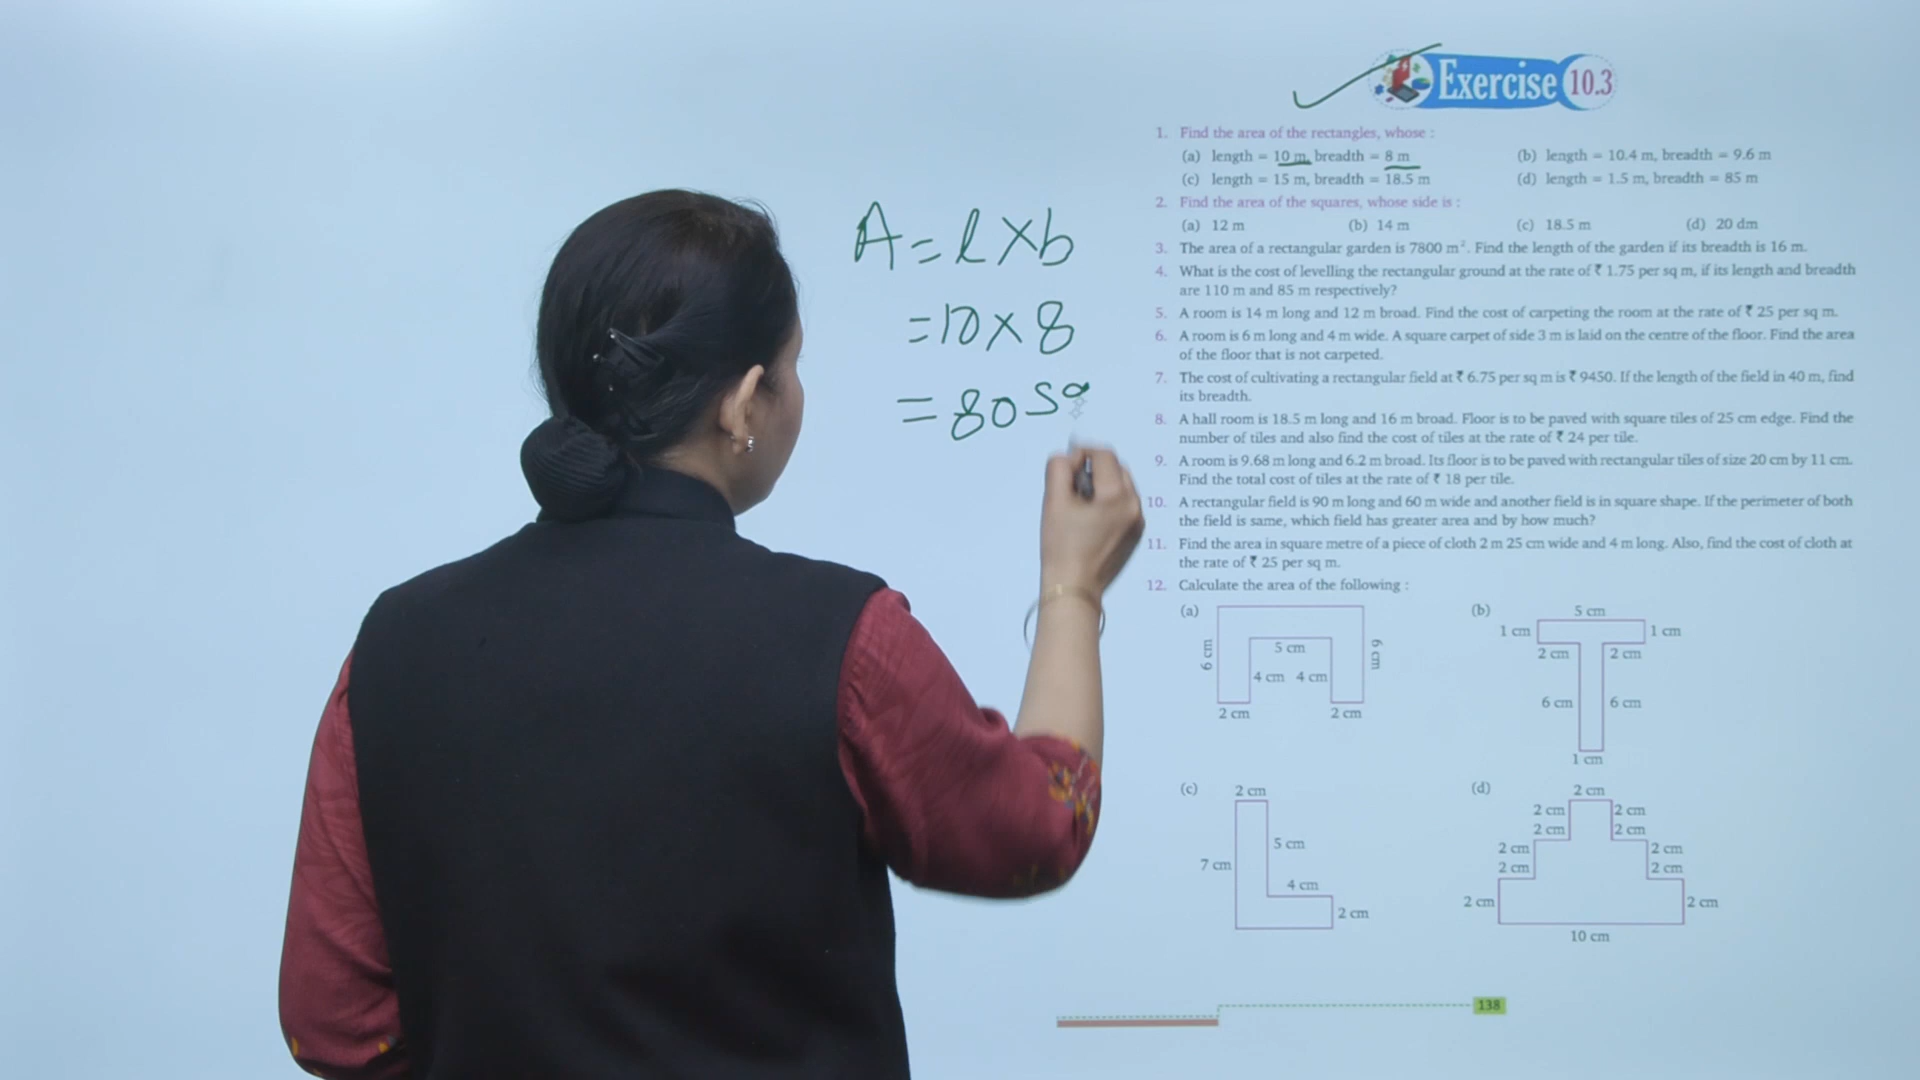 Exercise 10.3
1. Find the area of the rectangles, whose :
(a) length = 10 m, breadth = 8 m (b) length = 10.4 m, breadth = 9.6 m
(c) length = 15 m, breadth = 18.5 m (d) length = 1.5 m, breadth = 85 m
2. Find the area of the squares, whose side is :
(a) 12 m (b) 14 m (c) 18.5 m (d) 20 dm
3. The area of a rectangular garden is 7800 m². Find the length of the garden if its breadth is 16 m.
4. What is the cost of levelling the rectangular ground at the rate of ₹ 1.75 per sq m, if its length and breadth
are 110 m and 85 m respectively?
5. A room is 14 m long and 12 m broad. Find the cost of carpeting the room at the rate of ₹ 25 per sq m.
6. A room is 6 m long and 4 m wide. A square carpet of side 3 m is laid on the centre of the floor. Find the area
of the floor that is not carpeted.
7. The cost of cultivating a rectangular field at ₹ 6.75 per sq m is ₹ 9450. If the length of the field in 40 m, find
its breadth.
8. A hall room is 18.5 m long and 16 m broad. Floor is to be paved with square tiles of 25 cm edge. Find the
number of tiles and also find the cost of tiles at the rate of ₹ 24 per tile.
9. A room is 9.68 m long and 6.2 m broad. Its floor is to be paved with rectangular tiles of size 20 cm by 11 cm.
Find the total cost of tiles at the rate of ₹ 18 per tile.
10. A rectangular field is 90 m long and 60 m wide and another field is in square shape. If the perimeter of both
the field is same, which field has greater area and by how much?
11. Find the area in square metre of a piece of cloth 2 m 25 cm wide and 4 m long. Also, find the cost of cloth at
the rate of ₹ 25 per sq m.
12. Calculate the area of the following :
(a)
6 cm
5 cm
6 cm
4 cm 4 cm
2 cm 2 cm
(b)
5 cm
1 cm 1 cm
2 cm 2 cm
6 cm 6 cm
1 cm
(c)
2 cm
5 cm
7 cm
4 cm
2 cm
(d)
2 cm
2 cm 2 cm
2 cm 2 cm
2 cm 2 cm
2 cm 2 cm
2 cm 2 cm
10 cm
138
A = l × b
= 10 × 8
= 80